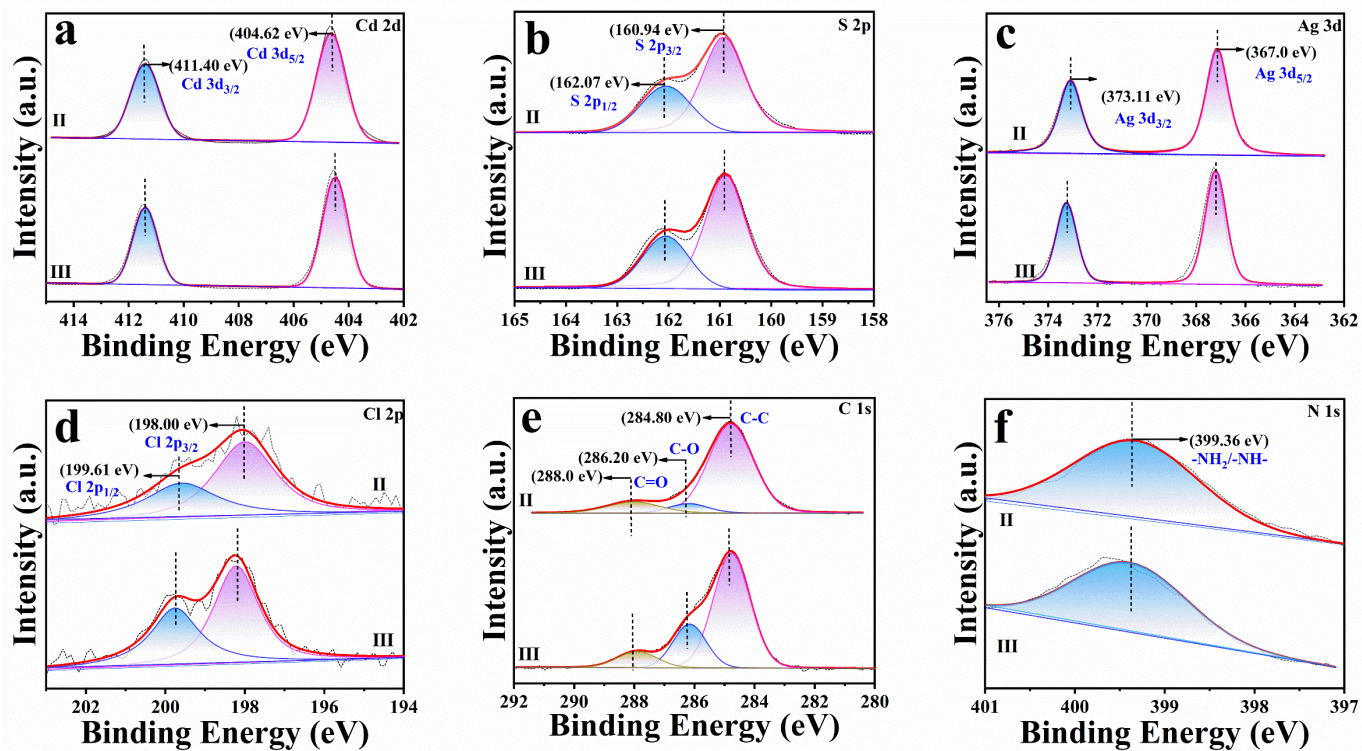 a
Cd 2d
(404.62 eV)
Cd 3d5/2
(411.40 eV)
Cd 3d3/2
II
III
Intensity (a.u.)
414 412 410 408 406 404 402
Binding Energy (eV)
b
S 2p
(160.94 eV)
S 2p3/2
(162.07 eV)
S 2p1/2
II
III
Intensity (a.u.)
165 164 163 162 161 160 159 158
Binding Energy (eV)
c
Ag 3d
(367.0 eV)
Ag 3d5/2
(373.11 eV)
Ag 3d3/2
II
III
Intensity (a.u.)
376 374 372 370 368 366 364 362
Binding Energy (eV)
d
Cl 2p
(198.00 eV)
Cl 2p3/2
(199.61 eV)
Cl 2p1/2
II
III
Intensity (a.u.)
202 200 198 196 194
Binding Energy (eV)
e
C 1s
(284.80 eV)
C-C
C-O
(286.20 eV)
(288.0 eV)
C=O
II
III
Intensity (a.u.)
292 290 288 286 284 282 280
Binding Energy (eV)
f
N 1s
(399.36 eV)
-NH2/-NH-
II
III
Intensity (a.u.)
401 400 399 398 397
Binding Energy (eV)